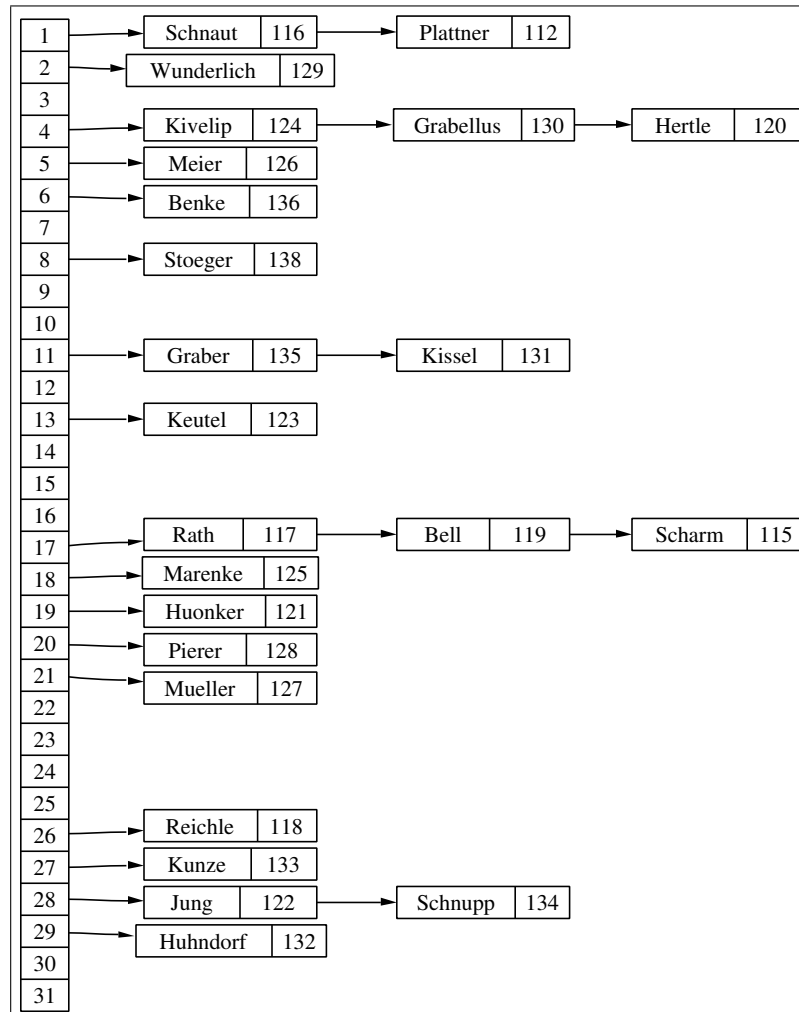 1 Schnaut 116 Plattner 112
2 Wunderlich 129
3
4 Kivelip 124 Grabellus 130 Hertle 120
5 Meier 126
6 Benke 136
7
8 Stoeger 138
9
10
11 Graber 135 Kissel 131
12
13 Keutel 123
14
15
16
17 Rath 117 Bell 119 Scharm 115
18 Marenke 125
19 Huonker 121
20 Pierer 128
21 Mueller 127
22
23
24
25
26 Reichle 118
27 Kunze 133
28 Jung 122 Schnupp 134
29 Huhndorf 132
30
31